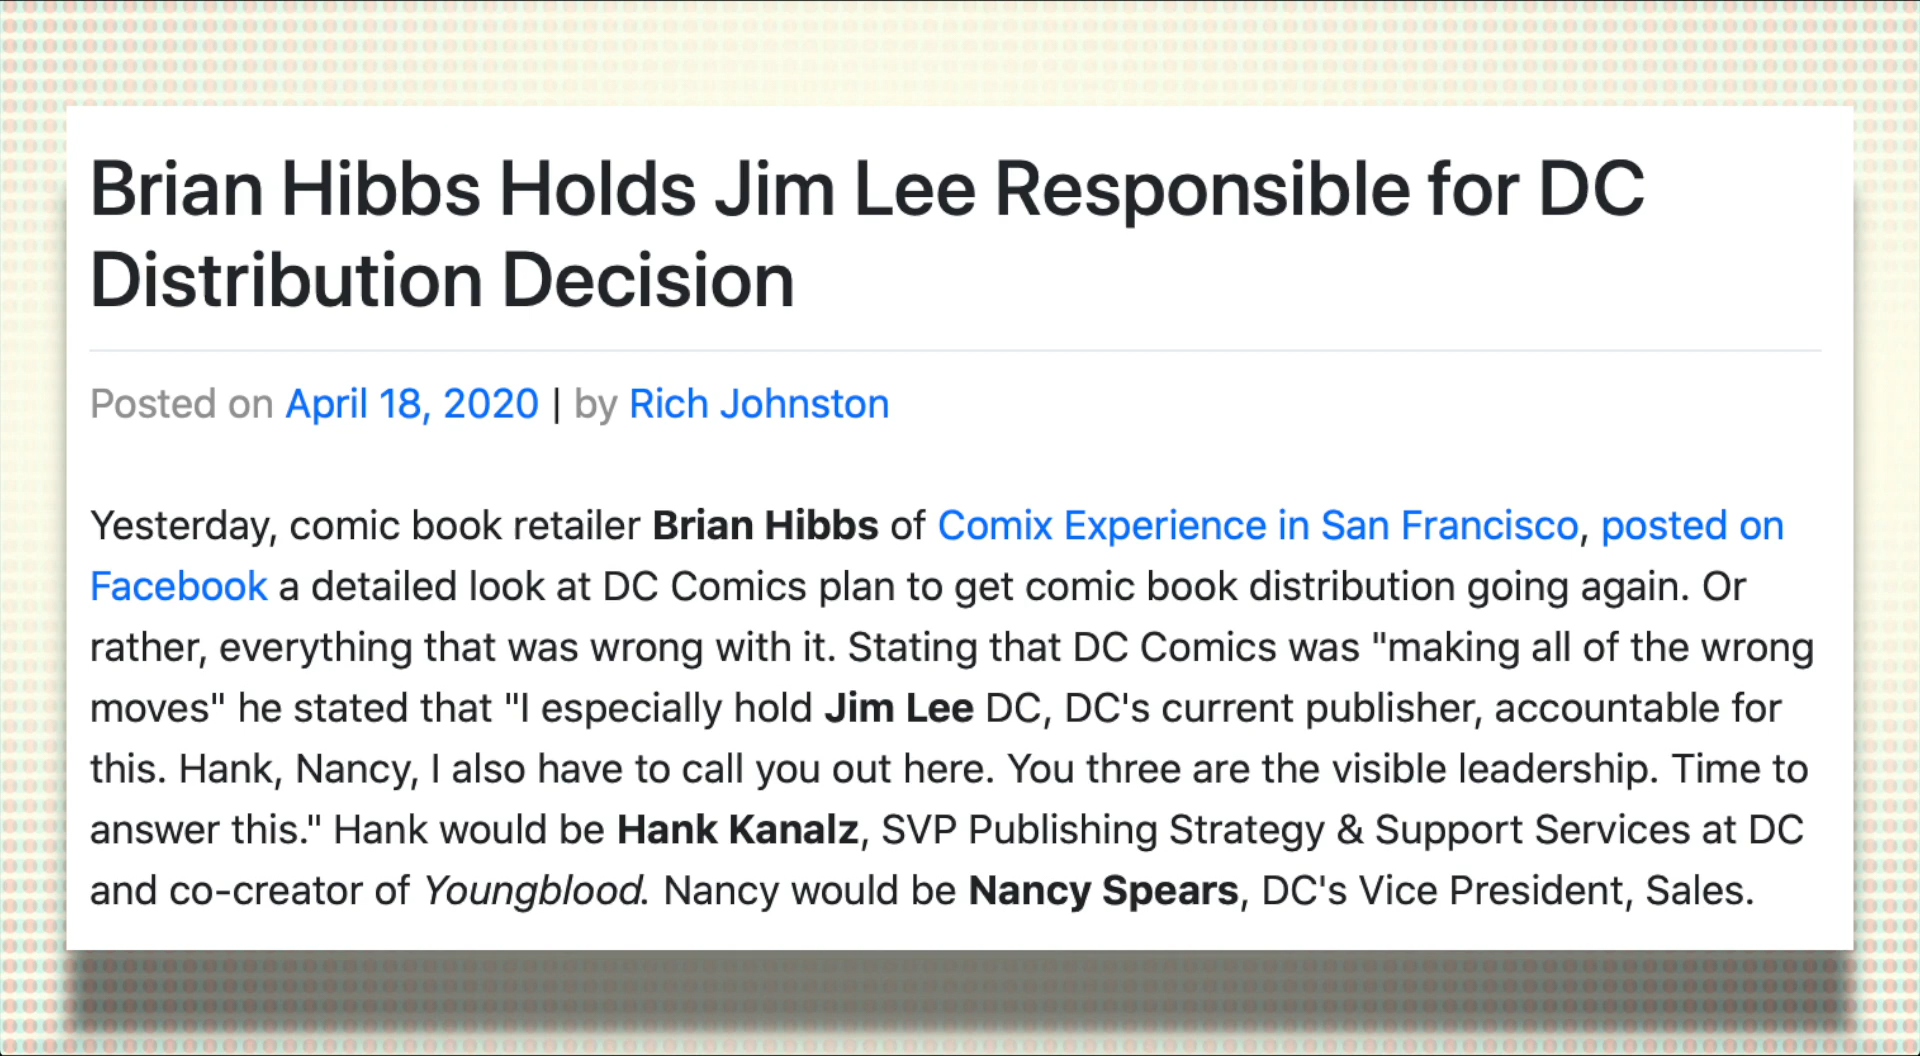 Brian Hibbs Holds Jim Lee Responsible for DC
Distribution Decision
Posted on April 18, 2020 | by Rich Johnston
Yesterday, comic book retailer Brian Hibbs of Comix Experience in San Francisco, posted on
Facebook a detailed look at DC Comics plan to get comic book distribution going again. Or
rather, everything that was wrong with it. Stating that DC Comics was "making all of the wrong
moves" he stated that "I especially hold Jim Lee DC, DC's current publisher, accountable for
this. Hank, Nancy, I also have to call you out here. You three are the visible leadership. Time to
answer this." Hank would be Hank Kanalz, SVP Publishing Strategy & Support Services at DC
and co-creator of Youngblood. Nancy would be Nancy Spears, DC's Vice President, Sales.